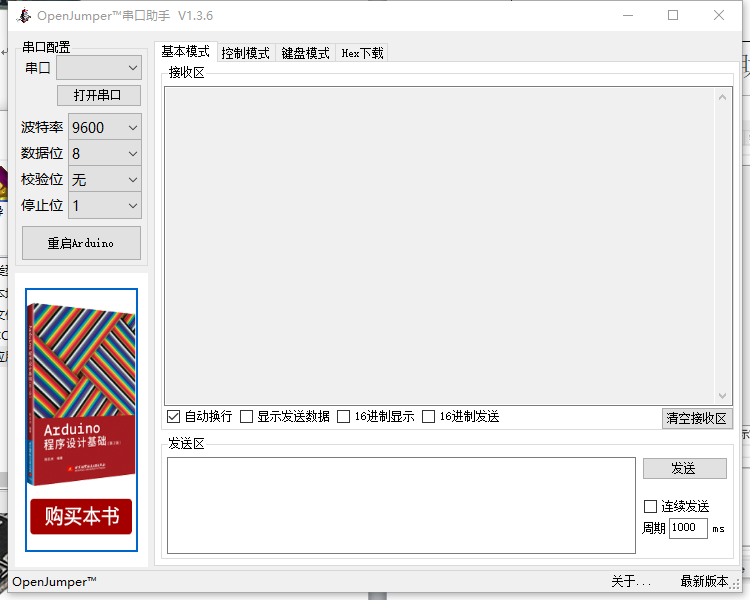 OpenJumper™串口助手 V1.3.6
串口配置
串口
打开串口
波特率 9600
数据位 8
校验位 无
停止位 1
重启Arduino
Arduino
程序设计基础
购买本书
基本模式 控制模式 键盘模式 Hex下载
接收区
自动换行 显示发送数据 16进制显示 16进制发送
清空接收区
发送区
发送
连续发送
周期 1000 ms
OpenJumper™
关于... 最新版本